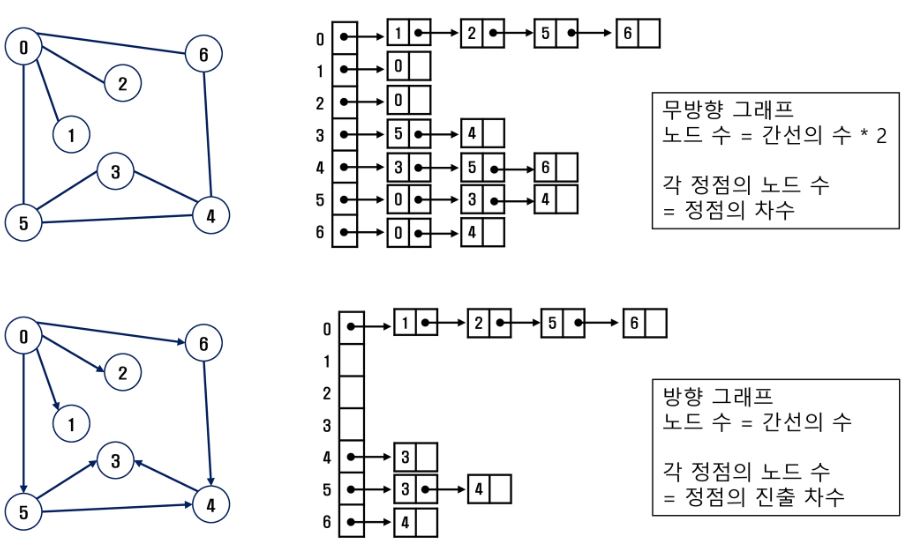 0
6
2
1
3
5
4
0 1 2 5 6
1 0
2 0
3 5 4
4 3 5 6
5 0 3 4
6 0 4
무방향 그래프
노드 수 = 간선의 수 * 2
각 정점의 노드 수
= 정점의 차수
0
6
2
1
3
5
4
0 1 2 5 6
1
2
3
4 3
5 3 4
6 4
방향 그래프
노드 수 = 간선의 수
각 정점의 노드 수
= 정점의 진출 차수